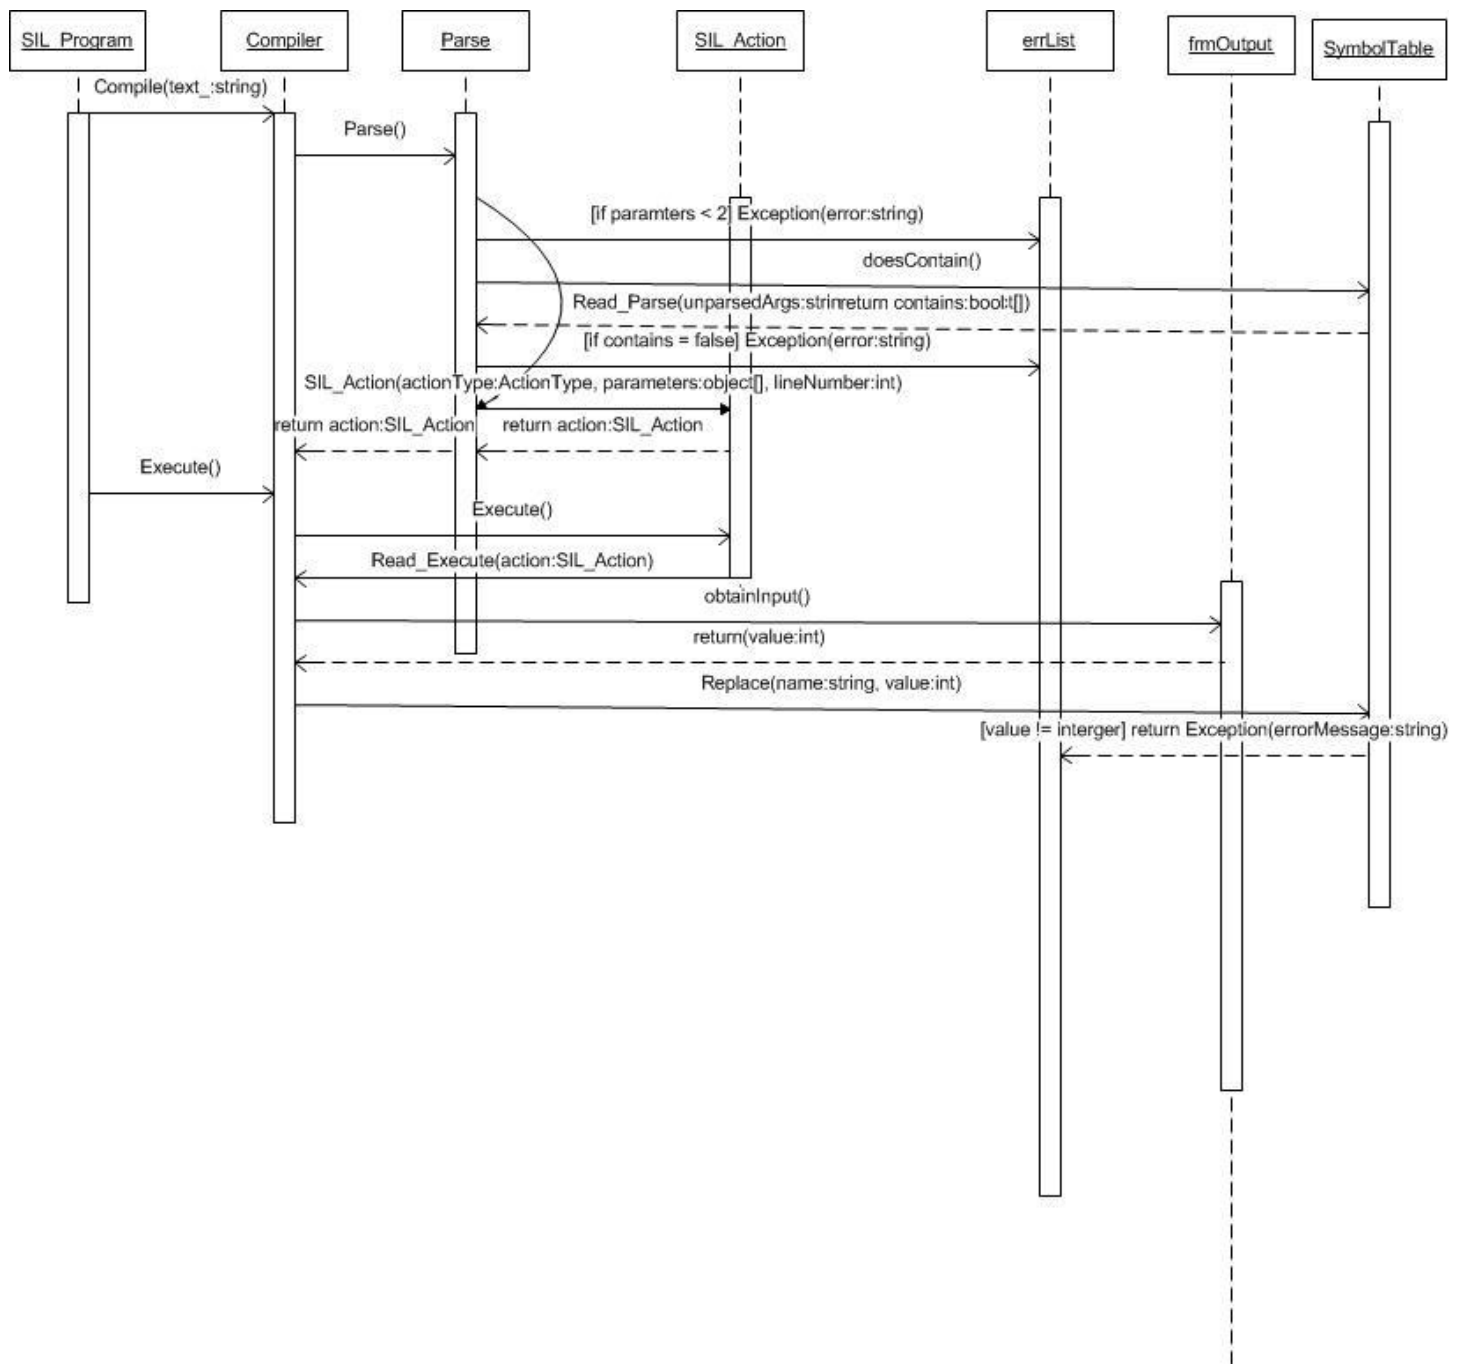 SIL_Program
Compiler
Parse
SIL_Action
errList
frmOutput
SymbolTable
Compile(text_:string)
Parse()
[if paramters < 2] Exception(error:string)
doesContain()
Read_Parse(unparsedArgs:strin
return contains:bool
t[])
[if contains = false] Exception(error:string)
SIL_Action(actionType:ActionType, parameters:object[], lineNumber:int)
return action:SIL_Action
return action:SIL_Action
Execute()
Execute()
Read_Execute(action:SIL_Action)
obtainInput()
return(value:int)
Replace(name:string, value:int)
[value != interger] return Exception(errorMessage:string)